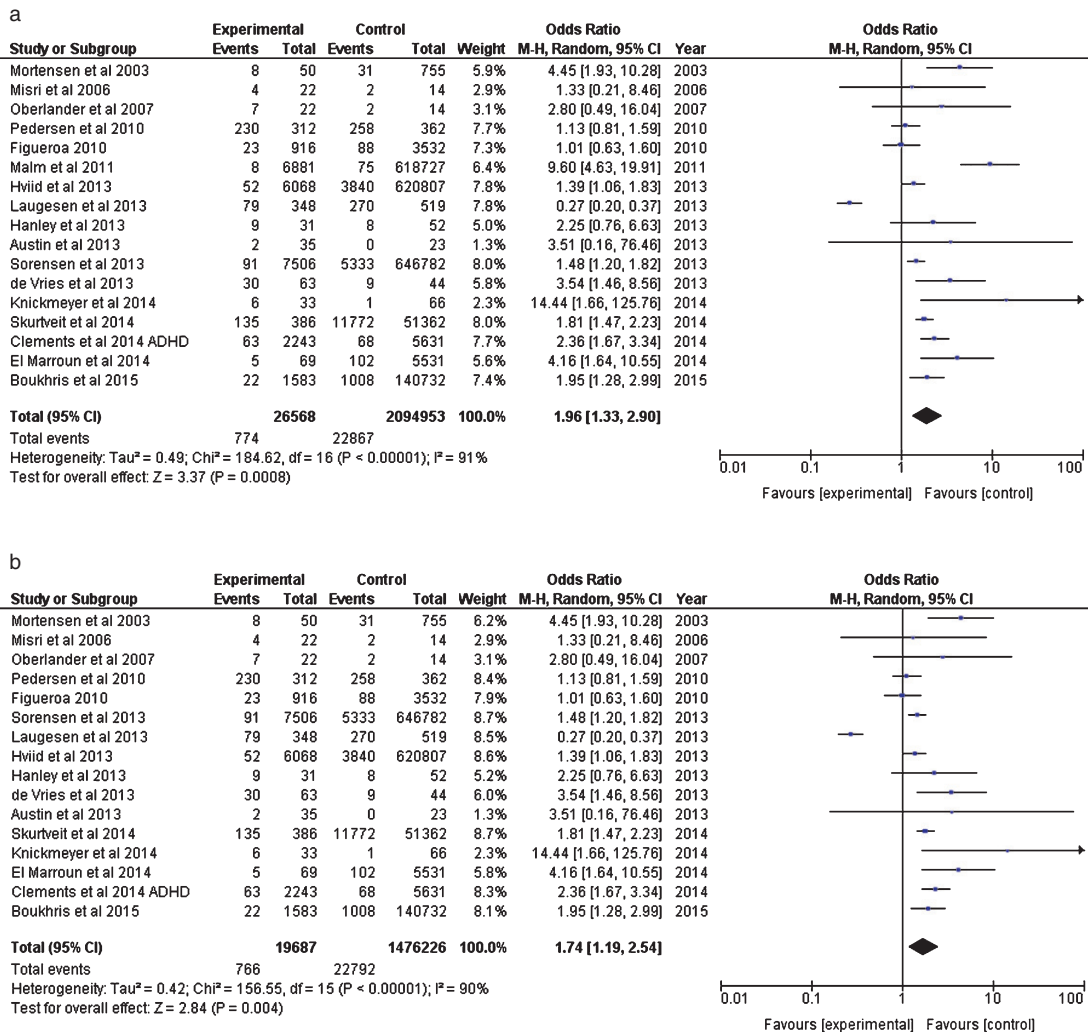 a
Experimental Control Odds Ratio Odds Ratio
Study or Subgroup Events Total Events Total Weight M-H, Random, 95% CI Year M-H, Random, 95% CI
Mortensen et al 2003 8 50 31 755 5.9% 4.45 [1.93, 10.28] 2003
Misri et al 2006 4 22 2 14 2.9% 1.33 [0.21, 8.46] 2006
Oberlander et al 2007 7 22 2 14 3.1% 2.80 [0.49, 16.04] 2007
Pedersen et al 2010 230 312 258 362 7.7% 1.13 [0.81, 1.59] 2010
Figueroa 2010 23 916 88 3532 7.3% 1.01 [0.63, 1.60] 2010
Malm et al 2011 8 6881 75 618727 6.4% 9.60 [4.63, 19.91] 2011
Hviid et al 2013 52 6068 3840 620807 7.8% 1.39 [1.06, 1.83] 2013
Laugesen et al 2013 79 348 270 519 7.8% 0.27 [0.20, 0.37] 2013
Hanley et al 2013 9 31 8 52 5.0% 2.25 [0.76, 6.63] 2013
Austin et al 2013 2 35 0 23 1.3% 3.51 [0.16, 76.46] 2013
Sorensen et al 2013 91 7506 5333 646782 8.0% 1.48 [1.20, 1.82] 2013
de Vries et al 2013 30 63 9 44 5.8% 3.54 [1.46, 8.56] 2013
Knickmeyer et al 2014 6 33 1 66 2.3% 14.44 [1.66, 125.76] 2014
Skurtveit et al 2014 135 386 11772 51362 8.0% 1.81 [1.47, 2.23] 2014
Clements et al 2014 ADHD 63 2243 68 5631 7.7% 2.36 [1.67, 3.34] 2014
El Marroun et al 2014 5 69 102 5531 5.6% 4.16 [1.64, 10.55] 2014
Boukhris et al 2015 22 1583 1008 140732 7.4% 1.95 [1.28, 2.99] 2015
Total (95% CI) 26568 2094953 100.0% 1.96 [1.33, 2.90]
Total events 774 22867
Heterogeneity: Tau² = 0.49; Chi² = 184.62, df = 16 (P < 0.00001); I² = 91%
Test for overall effect: Z = 3.37 (P = 0.0008)
0.01 0.1 1 10 100
Favours [experimental] Favours [control]
b
Experimental Control Odds Ratio Odds Ratio
Study or Subgroup Events Total Events Total Weight M-H, Random, 95% CI Year M-H, Random, 95% CI
Mortensen et al 2003 8 50 31 755 6.2% 4.45 [1.93, 10.28] 2003
Misri et al 2006 4 22 2 14 2.9% 1.33 [0.21, 8.46] 2006
Oberlander et al 2007 7 22 2 14 3.1% 2.80 [0.49, 16.04] 2007
Pedersen et al 2010 230 312 258 362 8.4% 1.13 [0.81, 1.59] 2010
Figueroa 2010 23 916 88 3532 7.9% 1.01 [0.63, 1.60] 2010
Sorensen et al 2013 91 7506 5333 646782 8.7% 1.48 [1.20, 1.82] 2013
Laugesen et al 2013 79 348 270 519 8.5% 0.27 [0.20, 0.37] 2013
Hviid et al 2013 52 6068 3840 620807 8.6% 1.39 [1.06, 1.83] 2013
Hanley et al 2013 9 31 8 52 5.2% 2.25 [0.76, 6.63] 2013
de Vries et al 2013 30 63 9 44 6.0% 3.54 [1.46, 8.56] 2013
Austin et al 2013 2 35 0 23 1.3% 3.51 [0.16, 76.46] 2013
Skurtveit et al 2014 135 386 11772 51362 8.7% 1.81 [1.47, 2.23] 2014
Knickmeyer et al 2014 6 33 1 66 2.3% 14.44 [1.66, 125.76] 2014
El Marroun et al 2014 5 69 102 5531 5.8% 4.16 [1.64, 10.55] 2014
Clements et al 2014 ADHD 63 2243 68 5631 8.3% 2.36 [1.67, 3.34] 2014
Boukhris et al 2015 22 1583 1008 140732 8.1% 1.95 [1.28, 2.99] 2015
Total (95% CI) 19687 1476226 100.0% 1.74 [1.19, 2.54]
Total events 766 22792
Heterogeneity: Tau² = 0.42; Chi² = 156.55, df = 15 (P < 0.00001); I² = 90%
Test for overall effect: Z = 2.84 (P = 0.004)
0.01 0.1 1 10 100
Favours [experimental] Favours [control]